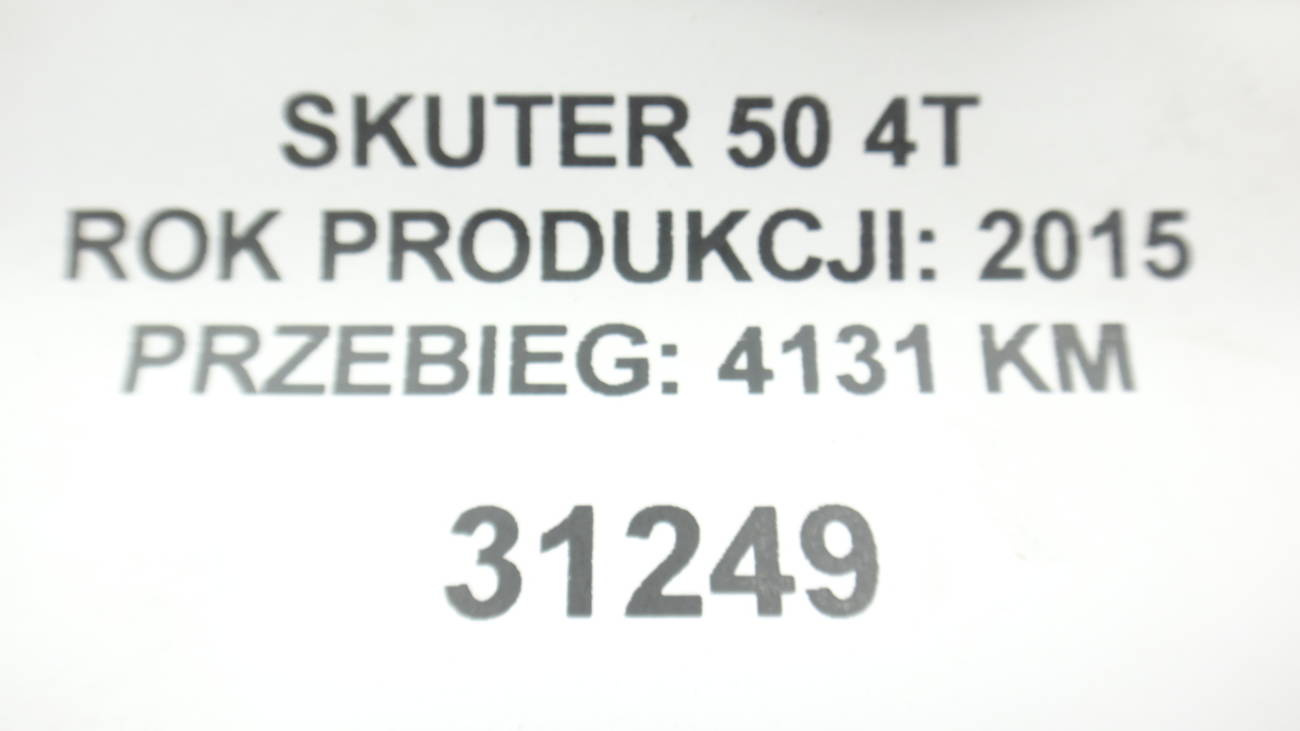 SKUTER 50 4T
ROK PRODUKCJI: 2015
PRZEBIEG: 4131 KM
31249